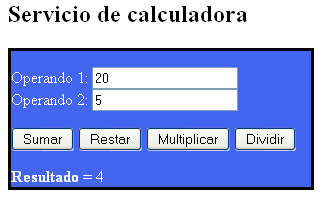 Servicio de calculadora
Operando 1: 20
Operando 2: 5
Sumar Restar Multiplicar Dividir
Resultado = 4